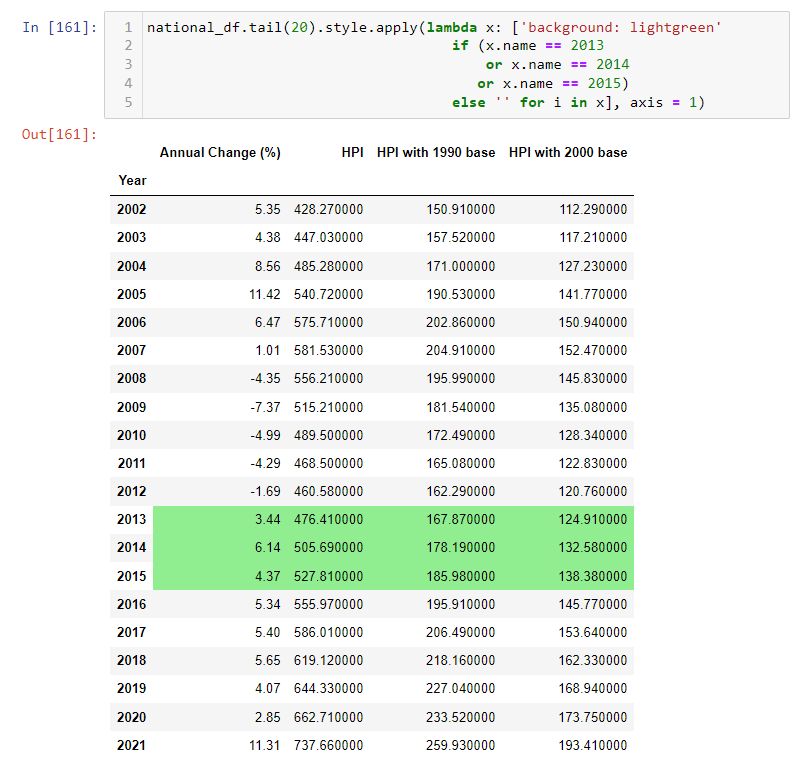 In [161]: 1 national_df.tail(20).style.apply(lambda x: ['background: lightgreen'
2 if (x.name == 2013
3 or x.name == 2014
4 or x.name == 2015)
5 else '' for i in x], axis = 1)
Out[161]:
Annual Change (%) HPI HPI with 1990 base HPI with 2000 base
Year
2002 5.35 428.270000 150.910000 112.290000
2003 4.38 447.030000 157.520000 117.210000
2004 8.56 485.280000 171.000000 127.230000
2005 11.42 540.720000 190.530000 141.770000
2006 6.47 575.710000 202.860000 150.940000
2007 1.01 581.530000 204.910000 152.470000
2008 -4.35 556.210000 195.990000 145.830000
2009 -7.37 515.210000 181.540000 135.080000
2010 -4.99 489.500000 172.490000 128.340000
2011 -4.29 468.500000 165.080000 122.830000
2012 -1.69 460.580000 162.290000 120.760000
2013 3.44 476.410000 167.870000 124.910000
2014 6.14 505.690000 178.190000 132.580000
2015 4.37 527.810000 185.980000 138.380000
2016 5.34 555.970000 195.910000 145.770000
2017 5.40 586.010000 206.490000 153.640000
2018 5.65 619.120000 218.160000 162.330000
2019 4.07 644.330000 227.040000 168.940000
2020 2.85 662.710000 233.520000 173.750000
2021 11.31 737.660000 259.930000 193.410000